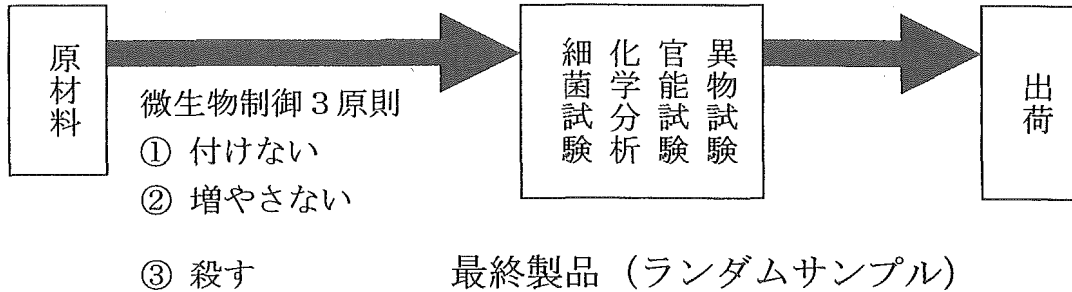 原材料
微生物制御3原則
① 付けない
② 増やさない
③ 殺す
異物試験
官能試験
化学分析
細菌試験
最終製品(ランダムサンプル)
出荷